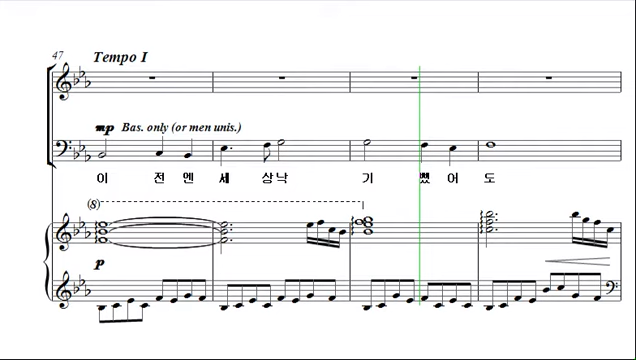 47
Tempo I
mp Bas. only (or men unis.)
이 전 엔 세 상 낙 기 뻤 어 도
(8)
p